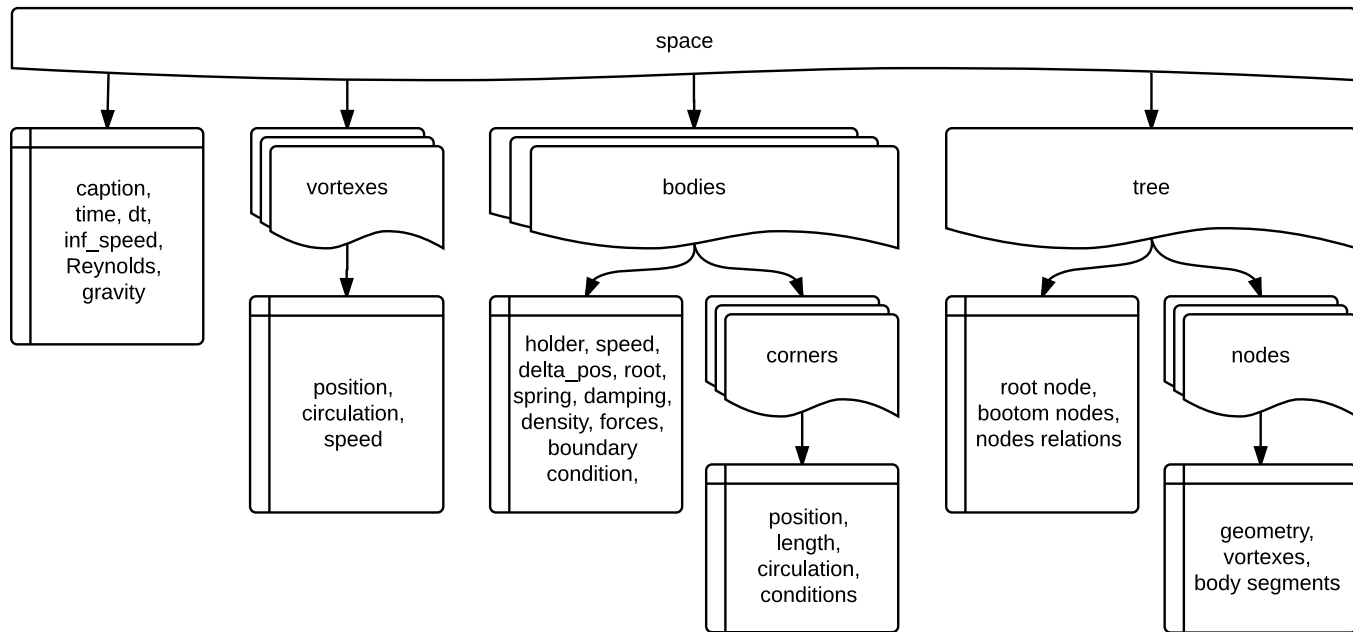 space
caption,
time, dt,
inf_speed,
Reynolds,
gravity
vortexes
position,
circulation,
speed
bodies
holder, speed,
delta_pos, root,
spring, damping,
density, forces,
boundary
condition,
corners
position,
length,
circulation,
conditions
tree
root node,
bootom nodes,
nodes relations
nodes
geometry,
vortexes,
body segments